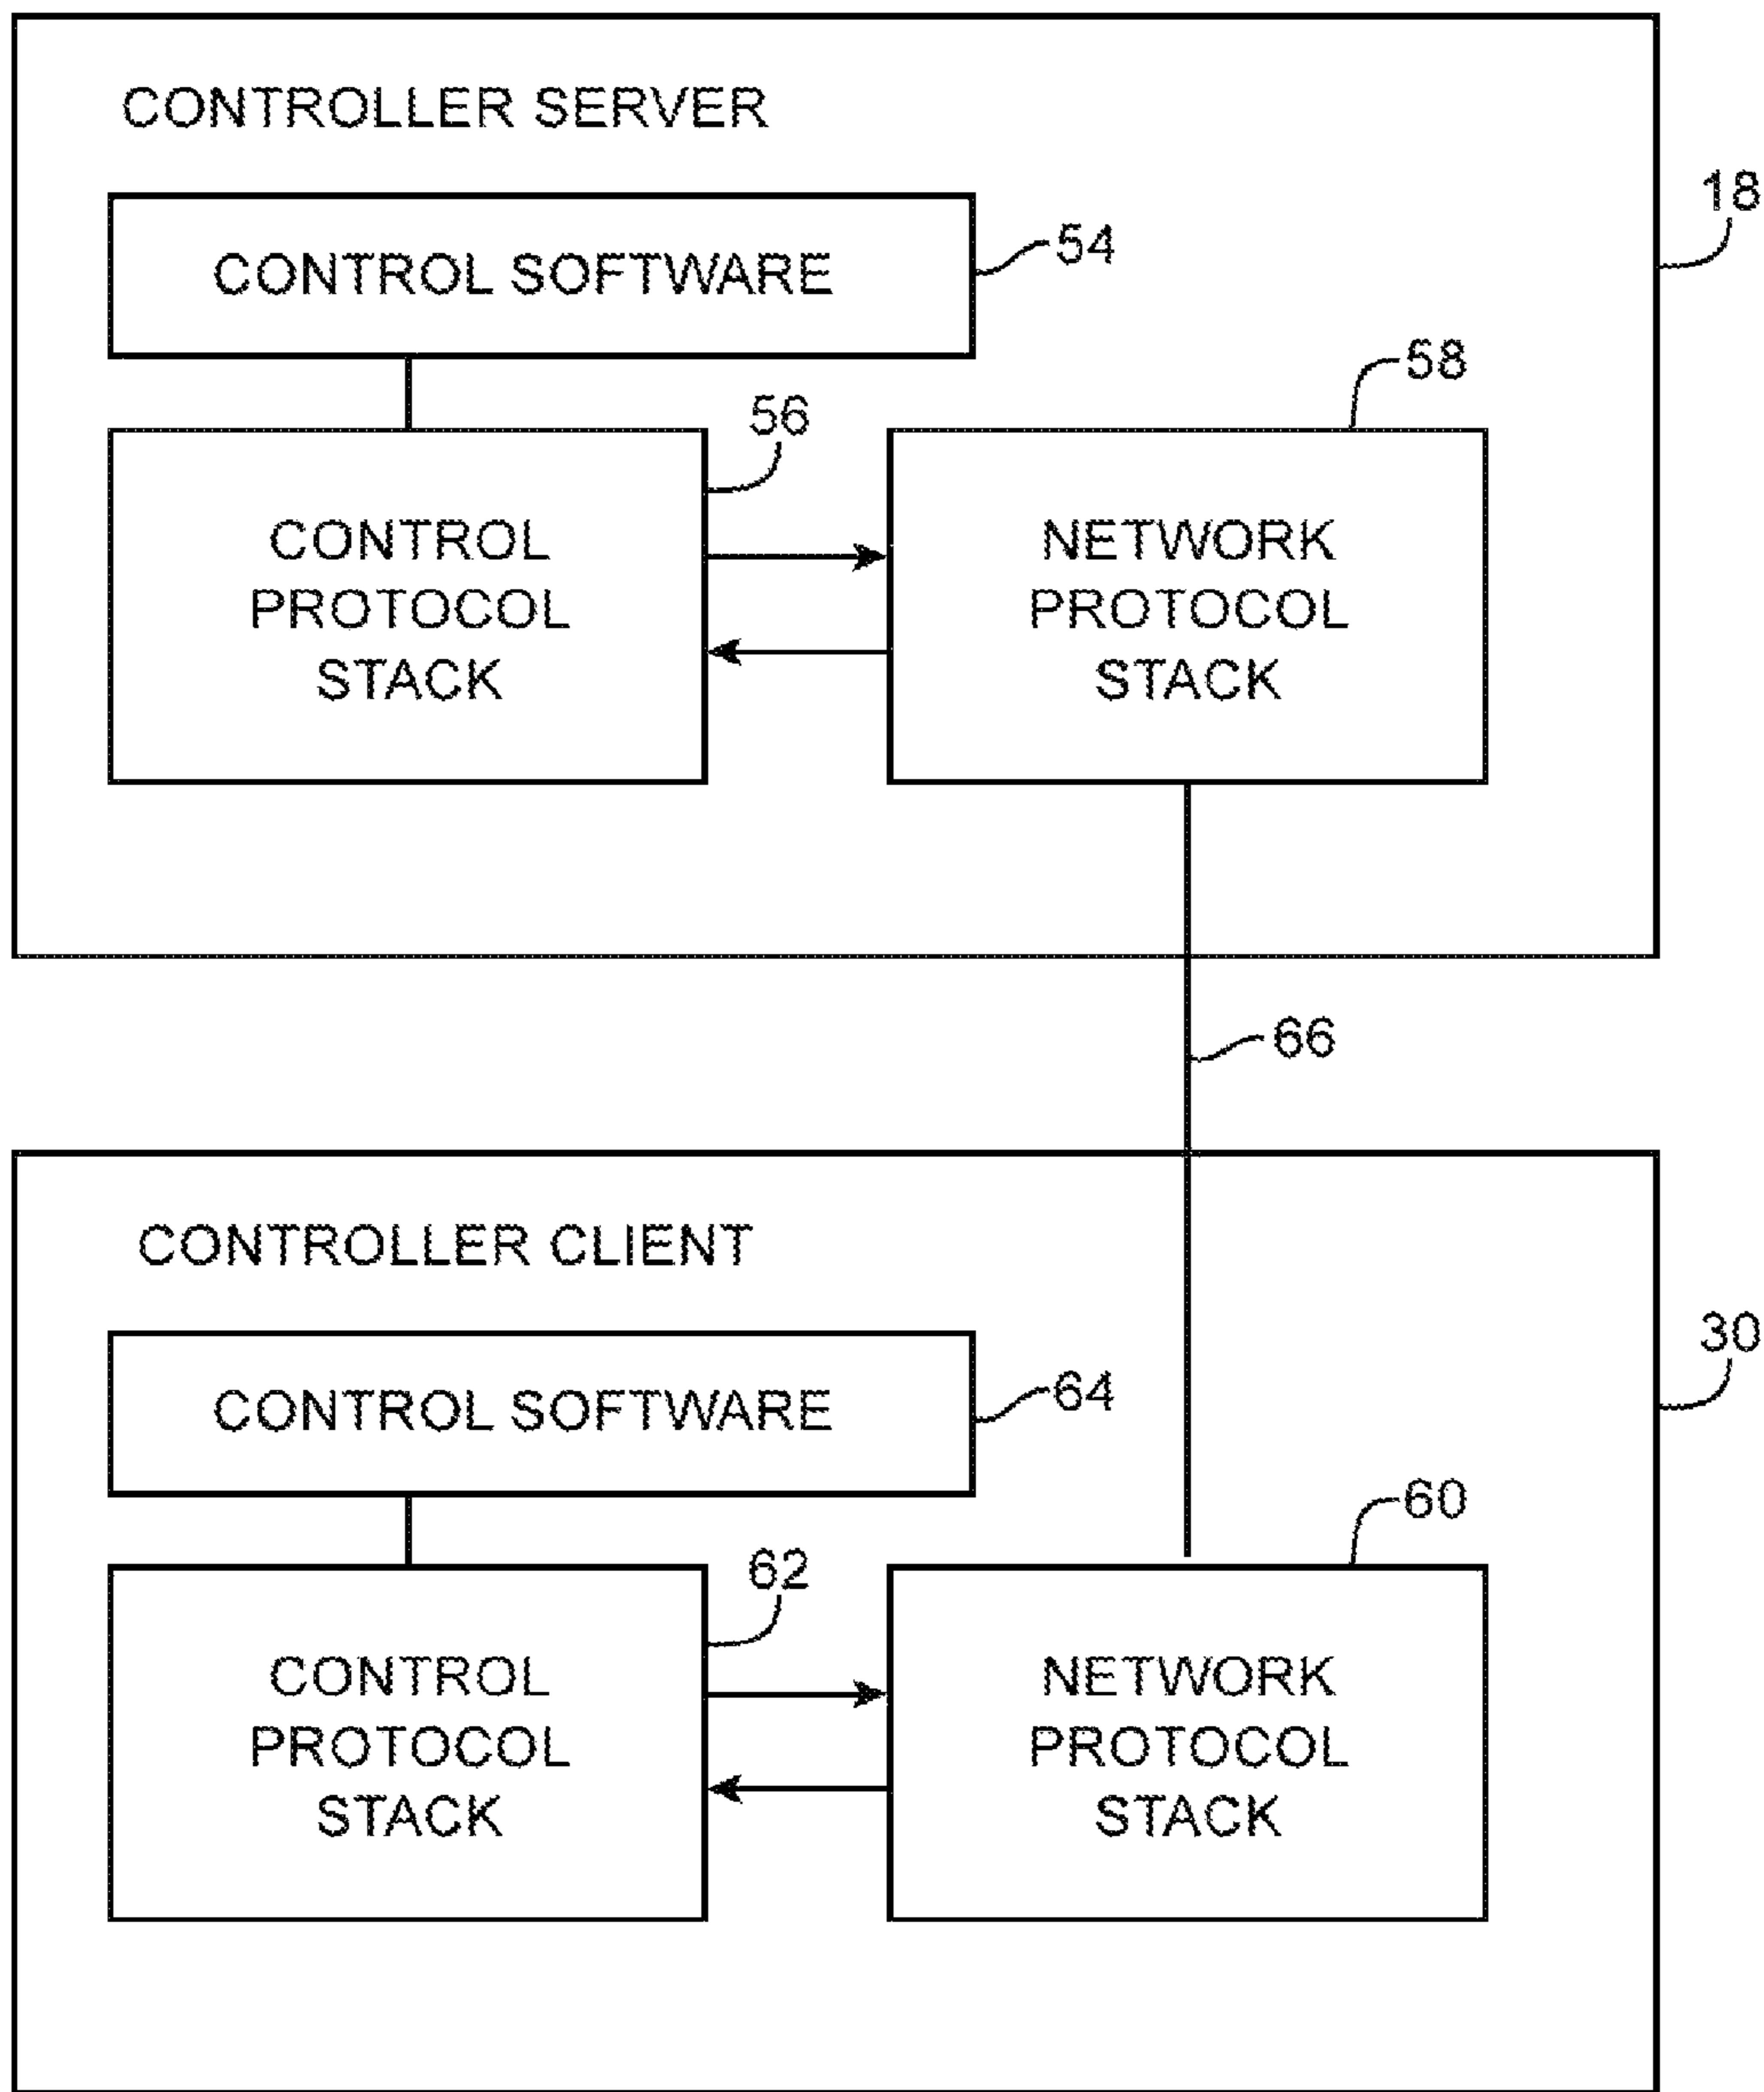 CONTROLLER SERVER
18
CONTROL SOFTWARE
54
58
56
CONTROL
PROTOCOL
STACK
NETWORK
PROTOCOL
STACK
66
CONTROLLER CLIENT
30
CONTROL SOFTWARE
64
60
62
CONTROL
PROTOCOL
STACK
NETWORK
PROTOCOL
STACK